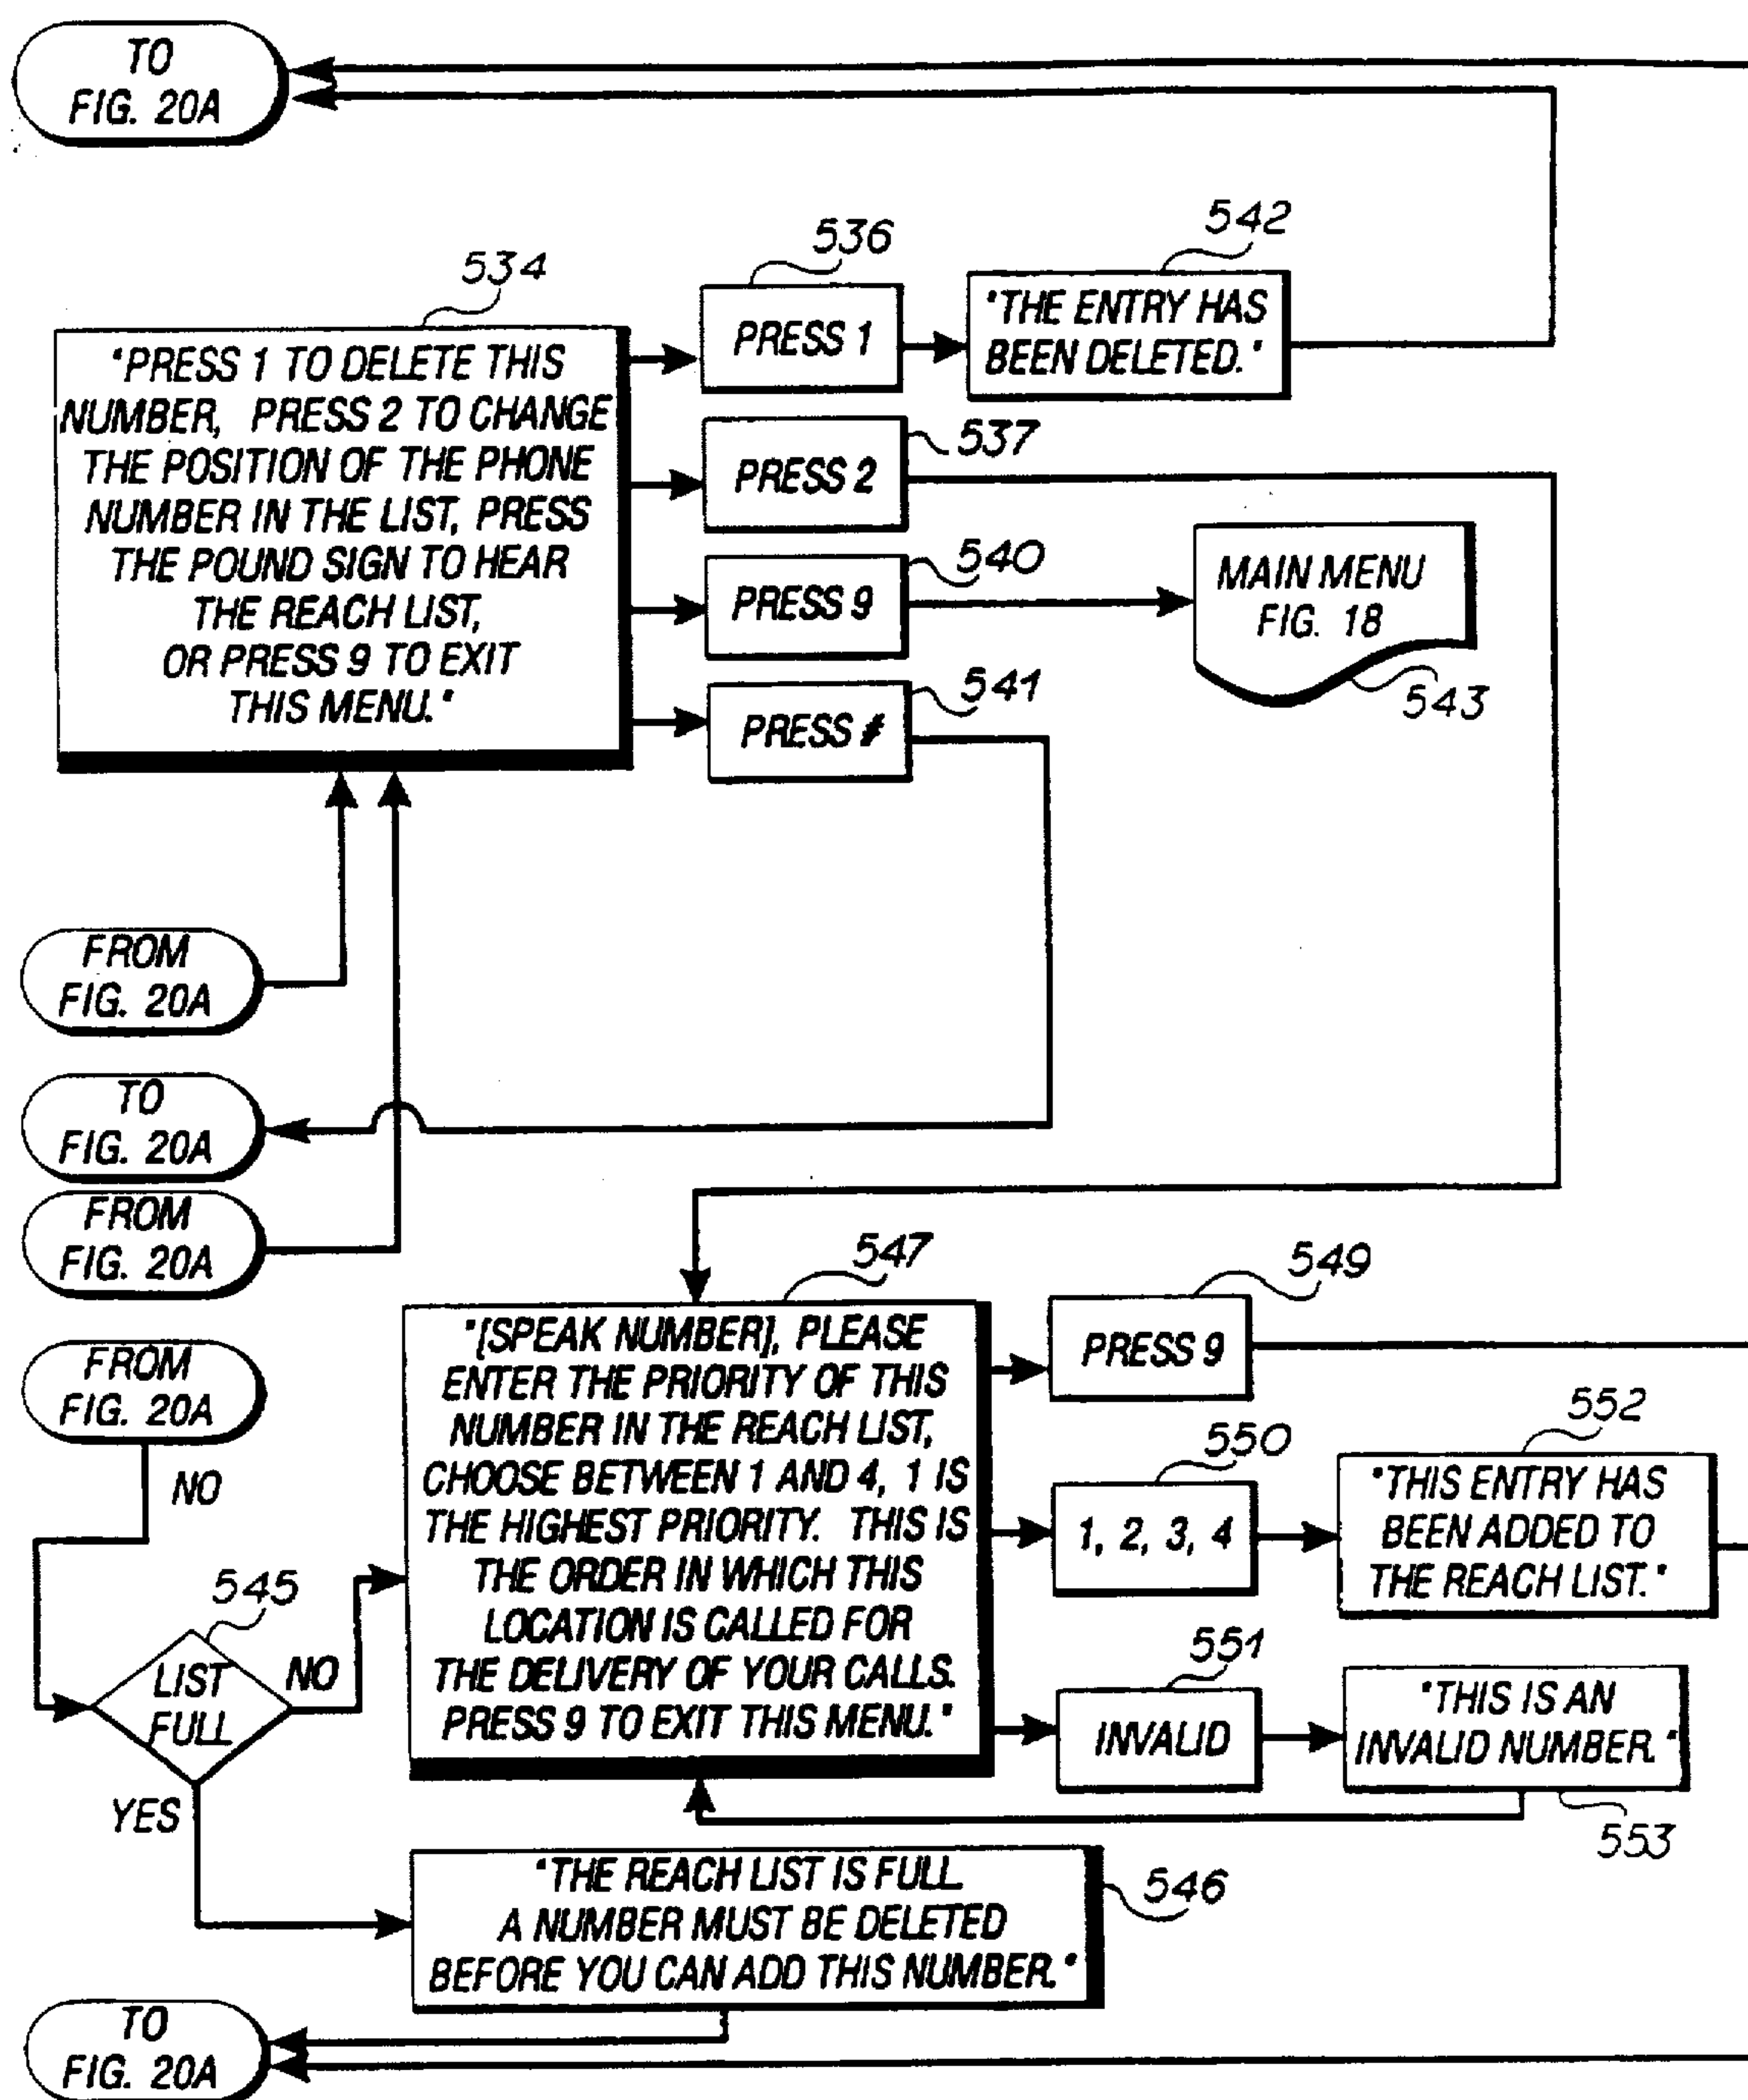 TO
FIG. 20A
542
536
534
"PRESS 1 TO DELETE THIS
NUMBER, PRESS 2 TO CHANGE
THE POSITION OF THE PHONE
NUMBER IN THE LIST, PRESS
THE POUND SIGN TO HEAR
THE REACH LIST,
OR PRESS 9 TO EXIT
THIS MENU."
PRESS 1
"THE ENTRY HAS
BEEN DELETED."
537
PRESS 2
540
PRESS 9
MAIN MENU
FIG. 18
543
541
PRESS #
FROM
FIG. 20A
TO
FIG. 20A
FROM
FIG. 20A
547
549
"[SPEAK NUMBER], PLEASE
ENTER THE PRIORITY OF THIS
NUMBER IN THE REACH LIST,
CHOOSE BETWEEN 1 AND 4, 1 IS
THE HIGHEST PRIORITY. THIS IS
THE ORDER IN WHICH THIS
LOCATION IS CALLED FOR
THE DELIVERY OF YOUR CALLS.
PRESS 9 TO EXIT THIS MENU."
PRESS 9
FROM
FIG. 20A
NO
550
1, 2, 3, 4
552
"THIS ENTRY HAS
BEEN ADDED TO
THE REACH LIST."
545
LIST
FULL
NO
YES
551
INVALID
"THIS IS AN
INVALID NUMBER."
553
"THE REACH LIST IS FULL
A NUMBER MUST BE DELETED
BEFORE YOU CAN ADD THIS NUMBER."
546
TO
FIG. 20A